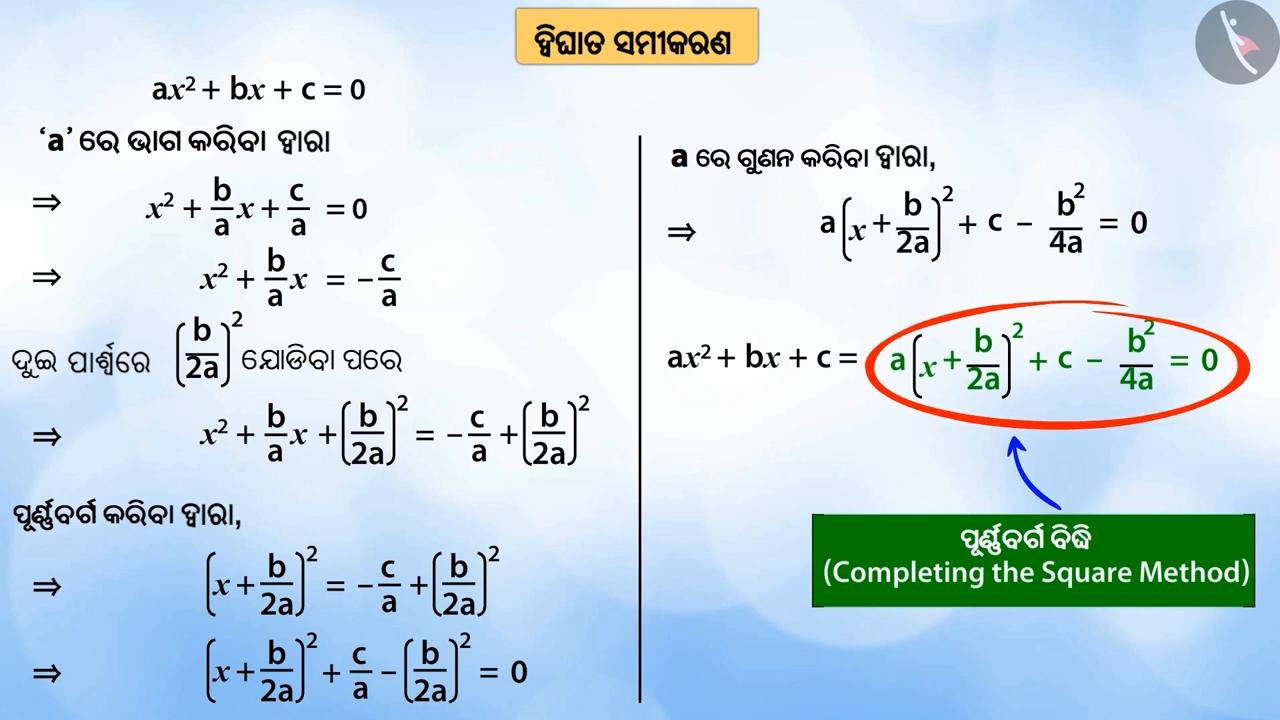 ଦ୍ୱିଘାତ ସମୀକରଣ
ax² + bx + c = 0
‘a’ ରେ ଭାଗ କରିବା ଦ୍ୱାରା
⇒ x² + b/a x + c/a = 0
⇒ x² + b/a x = – c/a
ଦୁଇ ପାର୍ଶ୍ୱରେ (b/2a)² ଯୋଡିବା ପରେ
⇒ x² + b/a x + (b/2a)² = – c/a + (b/2a)²
ପୂର୍ଣ୍ଣବର୍ଗ କରିବା ଦ୍ୱାରା,
⇒ (x + b/2a)² = – c/a + (b/2a)²
⇒ (x + b/2a)² + c/a – (b/2a)² = 0
a ରେ ଗୁଣନ କରିବା ଦ୍ୱାରା,
⇒ a(x + b/2a)² + c – b²/4a = 0
ax² + bx + c = a(x + b/2a)² + c – b²/4a = 0
ପୂର୍ଣ୍ଣବର୍ଗ ବିଦ୍ଧି
(Completing the Square Method)